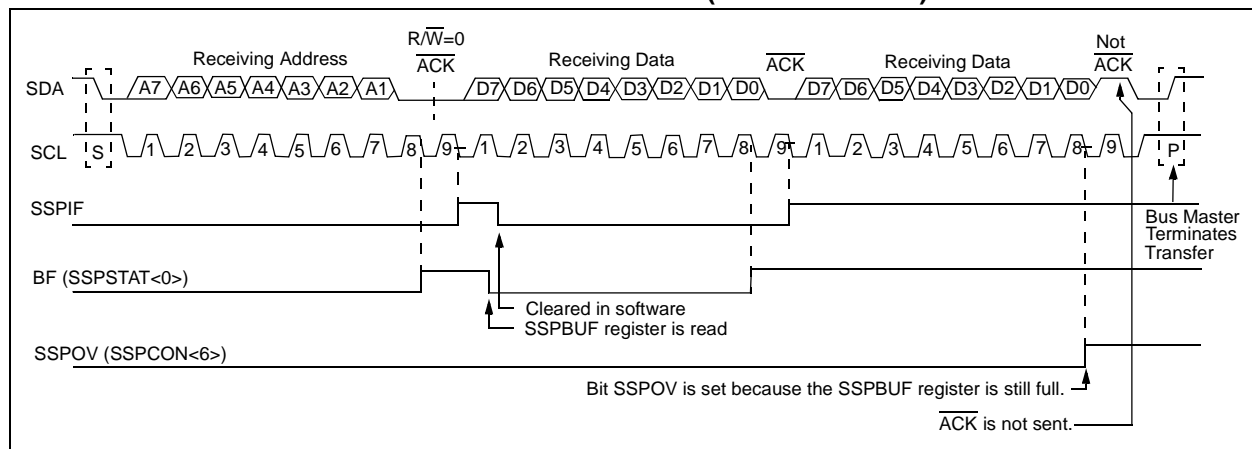 R/W=0
Receiving Address ACK Receiving Data ACK Receiving Data Not ACK
SDA A7 A6 A5 A4 A3 A2 A1 D7 D6 D5 D4 D3 D2 D1 D0 D7 D6 D5 D4 D3 D2 D1 D0
SCL S 1 2 3 4 5 6 7 8 9 1 2 3 4 5 6 7 8 9 1 2 3 4 5 6 7 8 9 P
SSPIF
Bus Master
Terminates
Transfer
BF (SSPSTAT<0>)
Cleared in software
SSPBUF register is read
SSPOV (SSPCON<6>)
Bit SSPOV is set because the SSPBUF register is still full.
ACK is not sent.